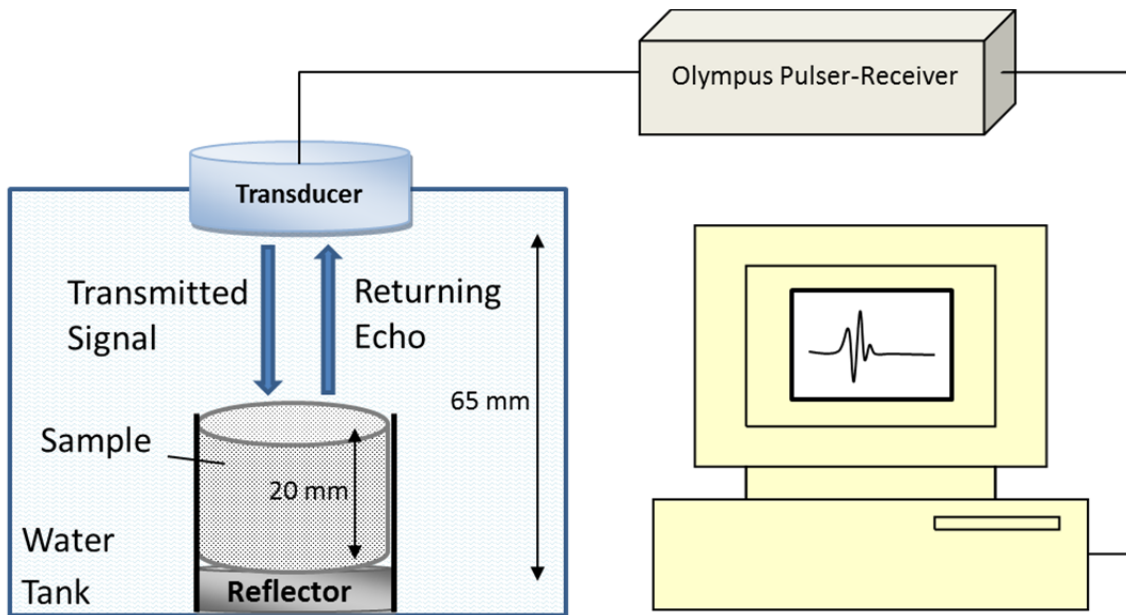 Olympus Pulser-Receiver
Transducer
Transmitted
Signal
Returning
Echo
65 mm
Sample
20 mm
Water
Tank
Reflector